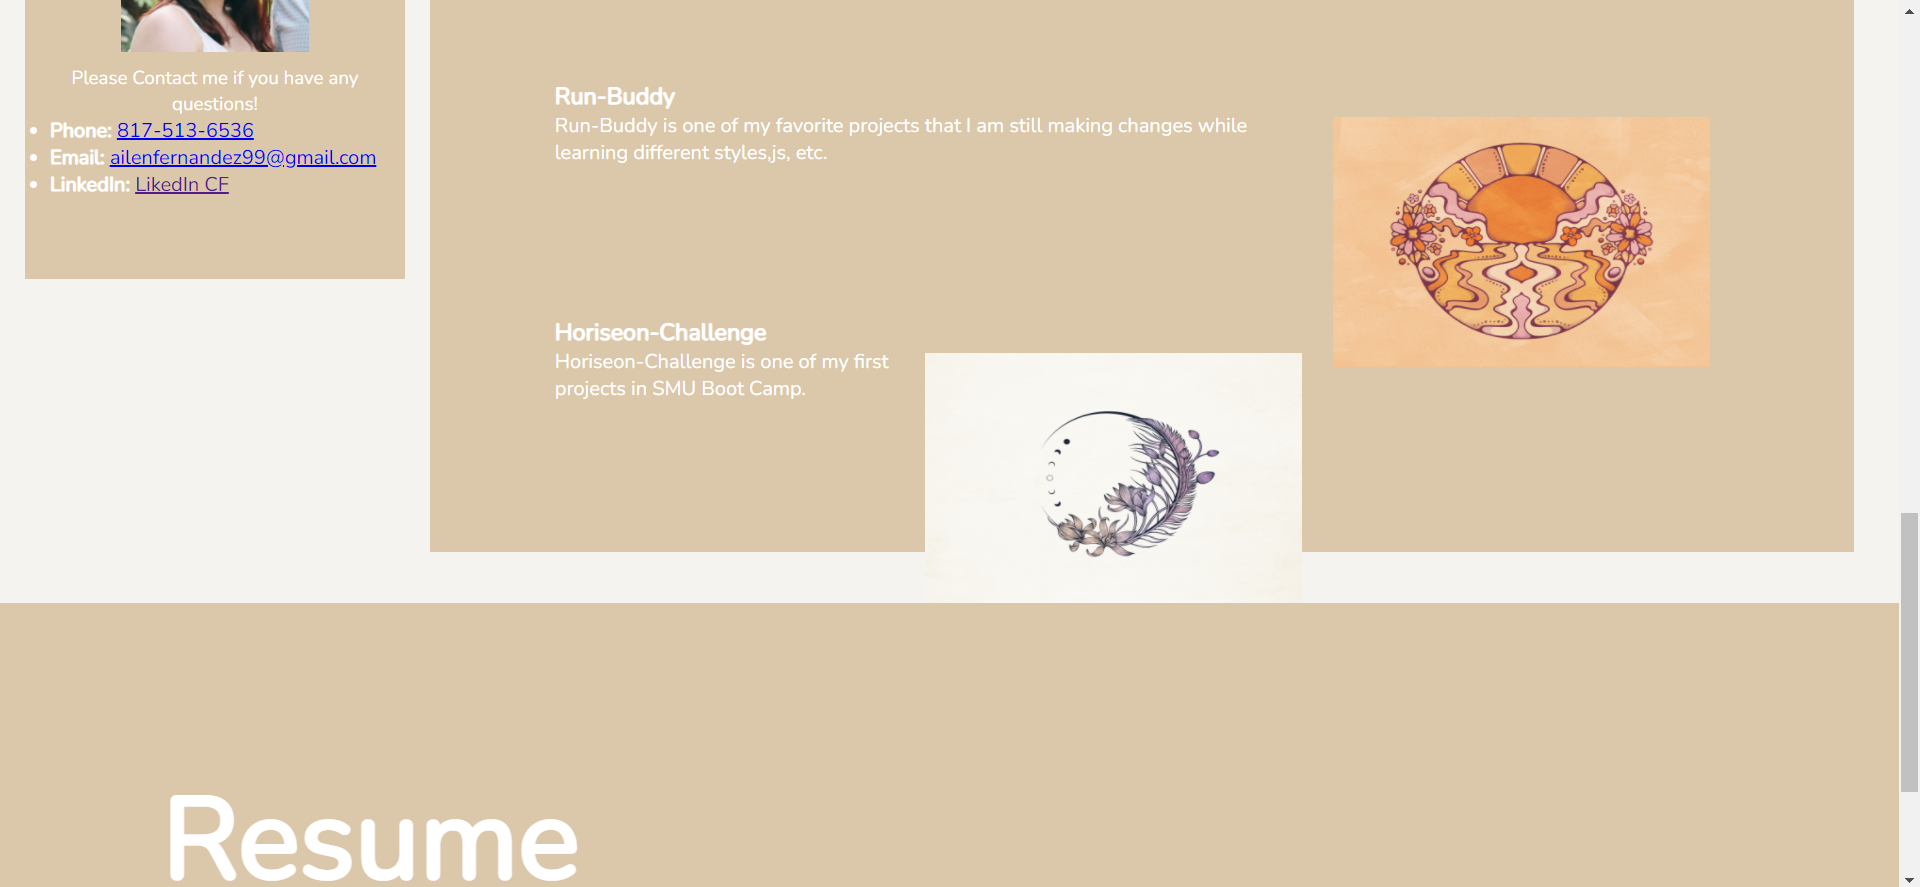 Please Contact me if you have any
questions!
Phone: 817-513-6536
Email: ailenfernandez99@gmail.com
LinkedIn: LikedIn CF
Run-Buddy
Run-Buddy is one of my favorite projects that I am still making changes while
learning different styles,js, etc.
Horiseon-Challenge
Horiseon-Challenge is one of my first
projects in SMU Boot Camp.
Resume